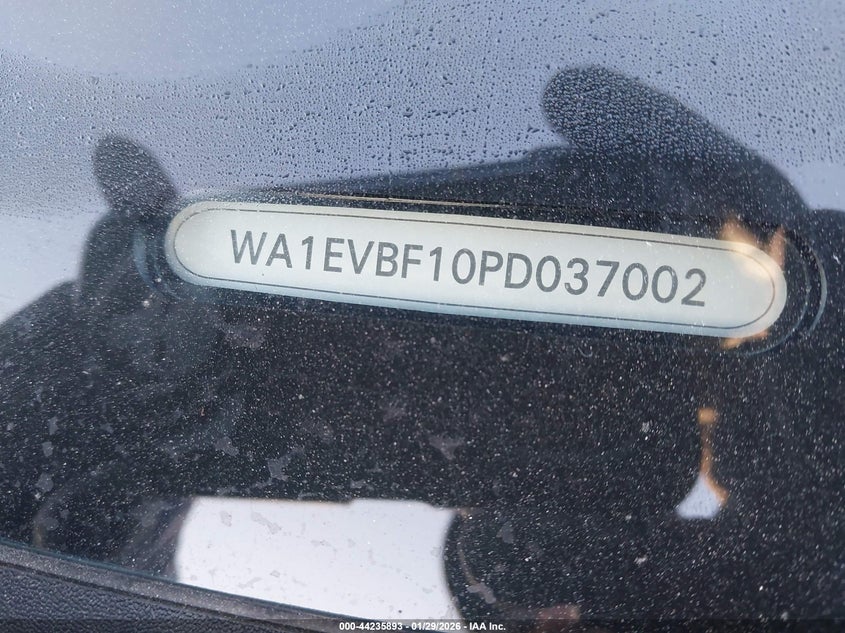 WA1EVBF10PD037002
000-44235893 - 01/29/2026 - IAA Inc.